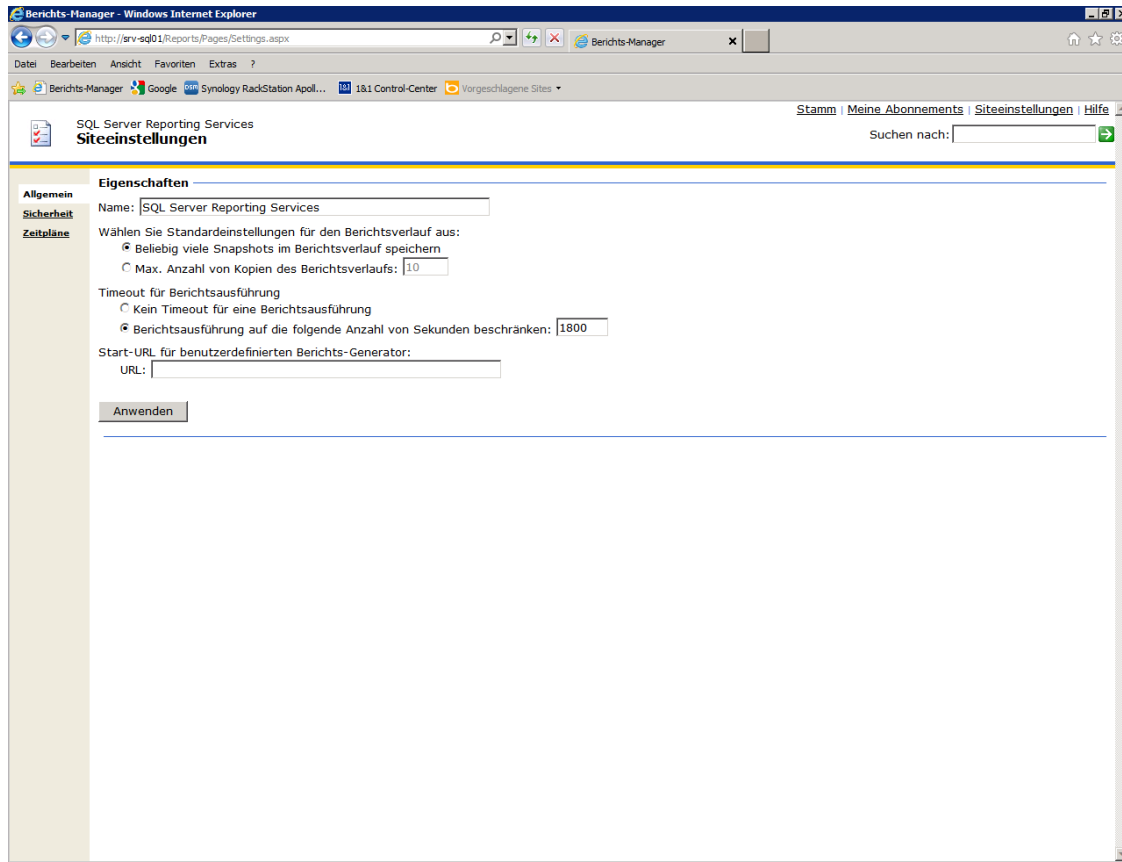 Berichts-Manager - Windows Internet Explorer
http://srv-sql01/Reports/Pages/Settings.aspx
Berichts-Manager
Datei Bearbeiten Ansicht Favoriten Extras ?
Berichts-Manager Google DSM Synology RackStation Apoll... 1&1 1&1 Control-Center Vorgeschlagene Sites
Stamm | Meine Abonnements | Siteeinstellungen | Hilfe
SQL Server Reporting Services
Siteeinstellungen
Suchen nach:
Allgemein
Sicherheit
Zeitpläne
Eigenschaften
Name: SQL Server Reporting Services
Wählen Sie Standardeinstellungen für den Berichtsverlauf aus:
Beliebig viele Snapshots im Berichtsverlauf speichern
Max. Anzahl von Kopien des Berichtsverlaufs: 10
Timeout für Berichtsausführung
Kein Timeout für eine Berichtsausführung
Berichtsausführung auf die folgende Anzahl von Sekunden beschränken: 1800
Start-URL für benutzerdefinierten Berichts-Generator:
URL:
Anwenden